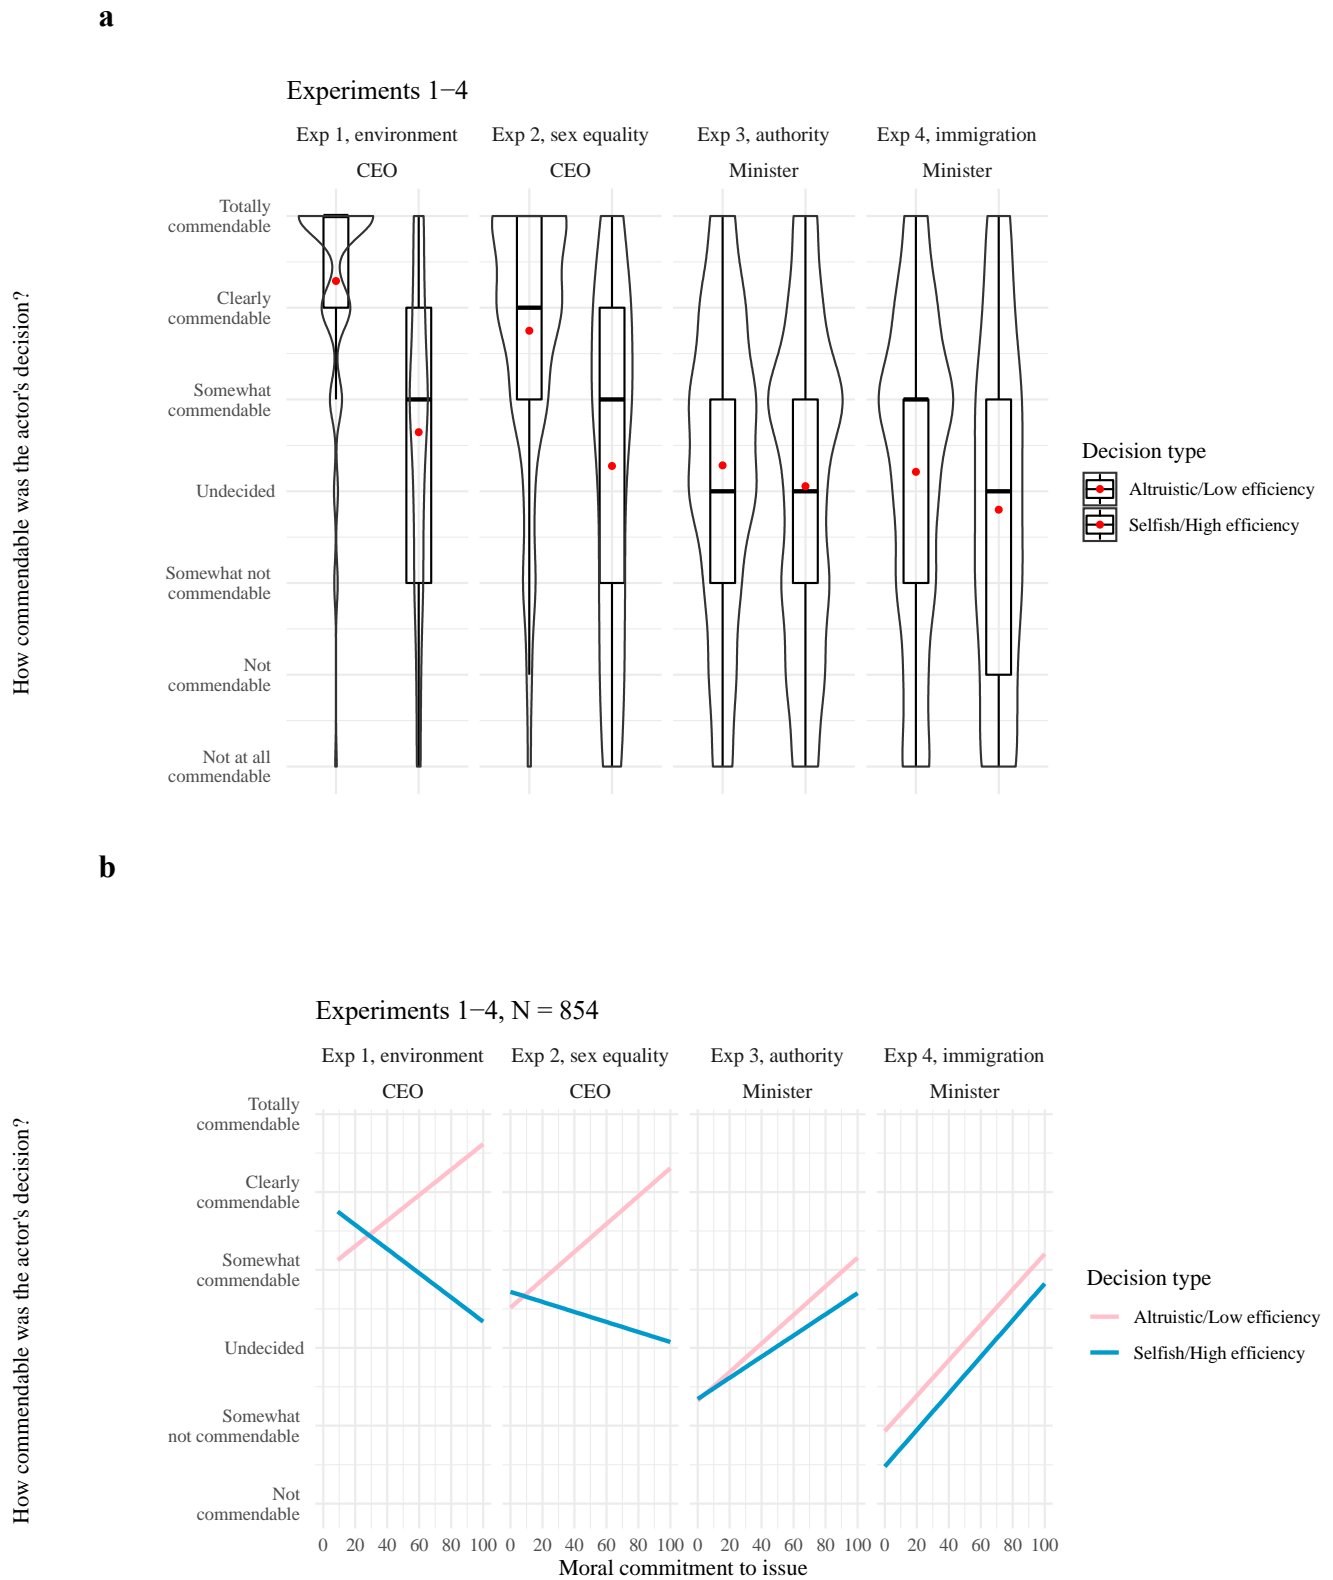 a
Experiments 1−4
Exp 1, environment
Exp 2, sex equality
Exp 3, authority
Exp 4, immigration
CEO
CEO
Minister
Minister
How commendable was the actor's decision?
Totally
commendable
Clearly
commendable
Somewhat
commendable
Undecided
Somewhat not
commendable
Not
commendable
Not at all
commendable
Decision type
Altruistic/Low efficiency
Selfish/High efficiency
b
Experiments 1−4, N = 854
Exp 1, environment
Exp 2, sex equality
Exp 3, authority
Exp 4, immigration
CEO
CEO
Minister
Minister
How commendable was the actor's decision?
Totally
commendable
Clearly
commendable
Somewhat
commendable
Undecided
Somewhat
not commendable
Not
commendable
Decision type
Altruistic/Low efficiency
Selfish/High efficiency
0 20 40 60 80 100 0 20 40 60 80 100 0 20 40 60 80 100 0 20 40 60 80 100
Moral commitment to issue